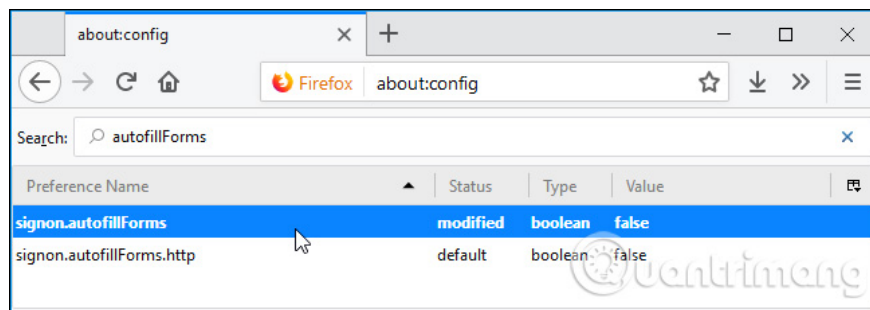 about:config
Firefox about:config
Search: autofillForms
Preference Name Status Type Value
signon.autofillForms modified boolean false
signon.autofillForms.http default boolean false
Quantrimang